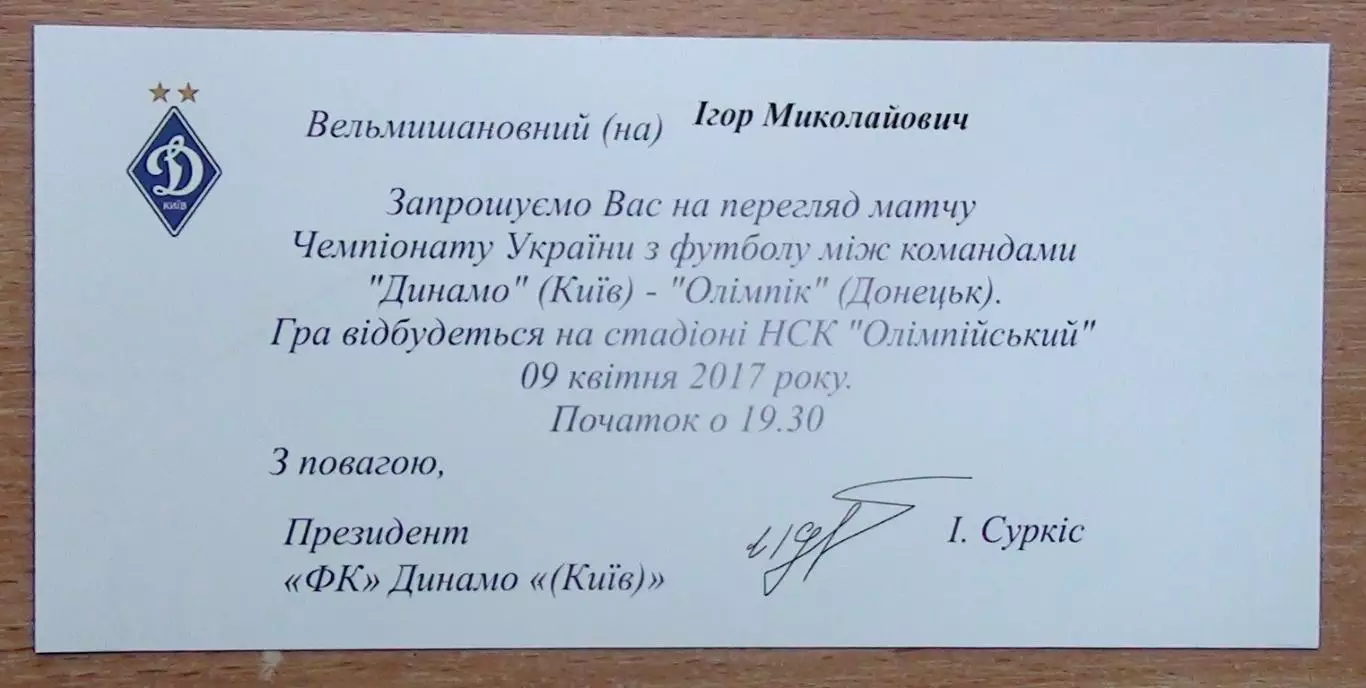 Вельмишановний (на) Ігор Миколайович
Запрошуємо Вас на перегляд матчу
Чемпіонату України з футболу між командами
"Динамо" (Київ) - "Олімпік" (Донецьк).
Гра відбудеться на стадіоні НСК "Олімпійський"
09 квітня 2017 року.
Початок о 19.30
З повагою,
Президент
«ФК» Динамо «(Київ)»
І. Суркіс
Д
КИЇВ